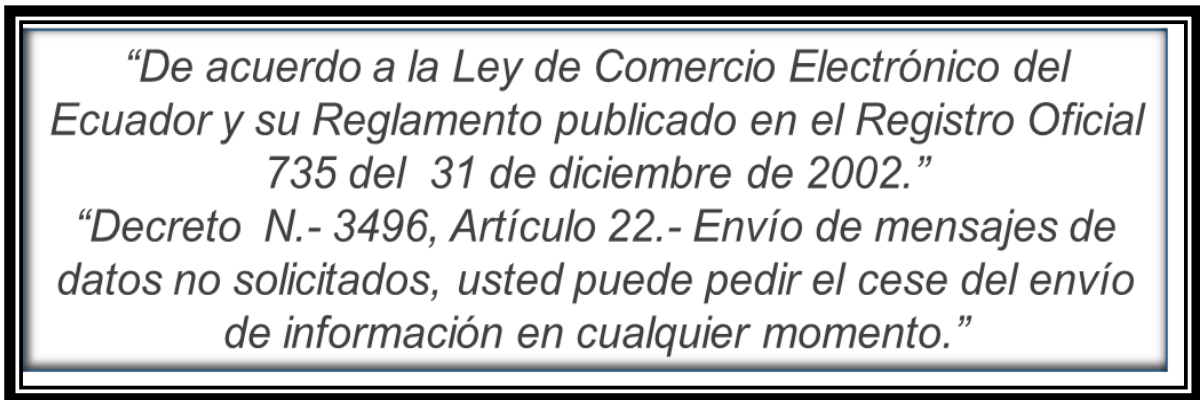 “De acuerdo a la Ley de Comercio Electrónico del
Ecuador y su Reglamento publicado en el Registro Oficial
735 del  31 de diciembre de 2002.”
“Decreto  N.- 3496, Artículo 22.- Envío de mensajes de
datos no solicitados, usted puede pedir el cese del envío
de información en cualquier momento.”